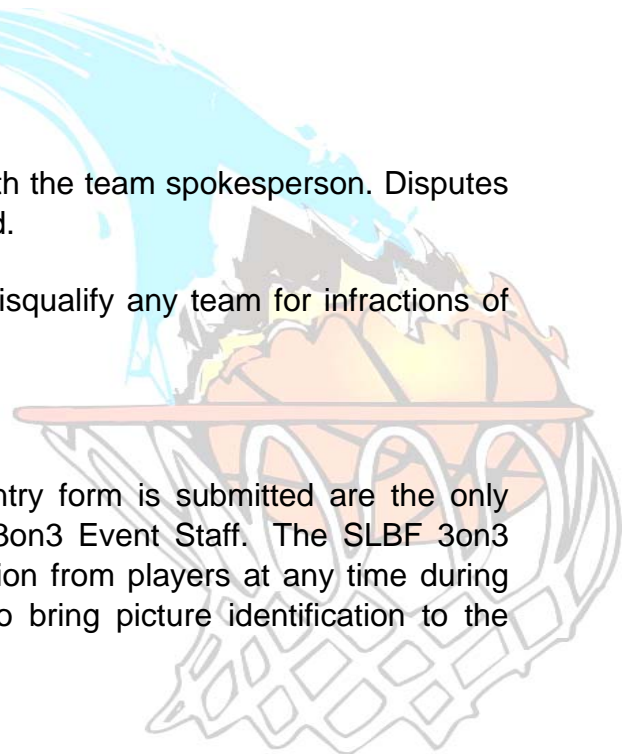 th the team spokesperson. Disputes
d.
isqualify any team for infractions of
ntry form is submitted are the only
3on3 Event Staff. The SLBF 3on3
ion from players at any time during
o bring picture identification to the